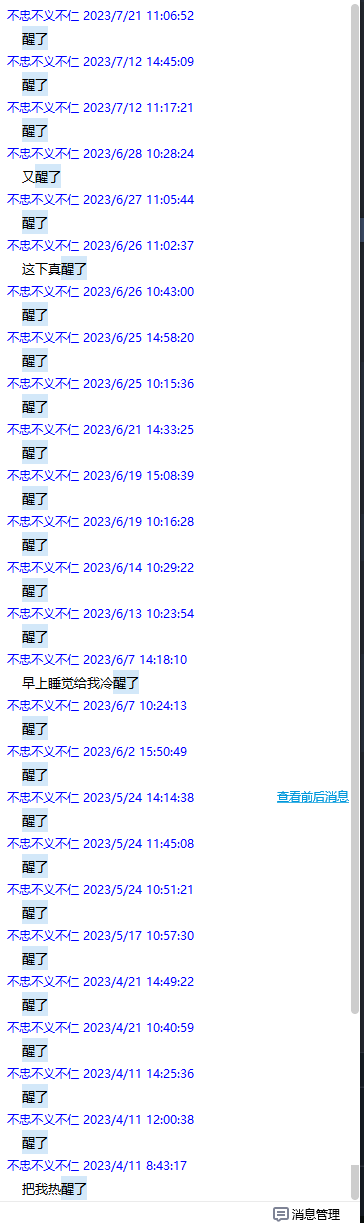 不忠不义不仁 2023/7/21 11:06:52
醒了
不忠不义不仁 2023/7/12 14:45:09
醒了
不忠不义不仁 2023/7/12 11:17:21
醒了
不忠不义不仁 2023/6/28 10:28:24
又醒了
不忠不义不仁 2023/6/27 11:05:44
醒了
不忠不义不仁 2023/6/26 11:02:37
这下真醒了
不忠不义不仁 2023/6/26 10:43:00
醒了
不忠不义不仁 2023/6/25 14:58:20
醒了
不忠不义不仁 2023/6/25 10:15:36
醒了
不忠不义不仁 2023/6/21 14:33:25
醒了
不忠不义不仁 2023/6/19 15:08:39
醒了
不忠不义不仁 2023/6/19 10:16:28
醒了
不忠不义不仁 2023/6/14 10:29:22
醒了
不忠不义不仁 2023/6/13 10:23:54
醒了
不忠不义不仁 2023/6/7 14:18:10
早上睡觉给我冷醒了
不忠不义不仁 2023/6/7 10:24:13
醒了
不忠不义不仁 2023/6/2 15:50:49
醒了
不忠不义不仁 2023/5/24 14:14:38 查看前后消息
醒了
不忠不义不仁 2023/5/24 11:45:08
醒了
不忠不义不仁 2023/5/24 10:51:21
醒了
不忠不义不仁 2023/5/17 10:57:30
醒了
不忠不义不仁 2023/4/21 14:49:22
醒了
不忠不义不仁 2023/4/21 10:40:59
醒了
不忠不义不仁 2023/4/11 14:25:36
醒了
不忠不义不仁 2023/4/11 12:00:38
醒了
不忠不义不仁 2023/4/11 8:43:17
把我热醒了
消息管理